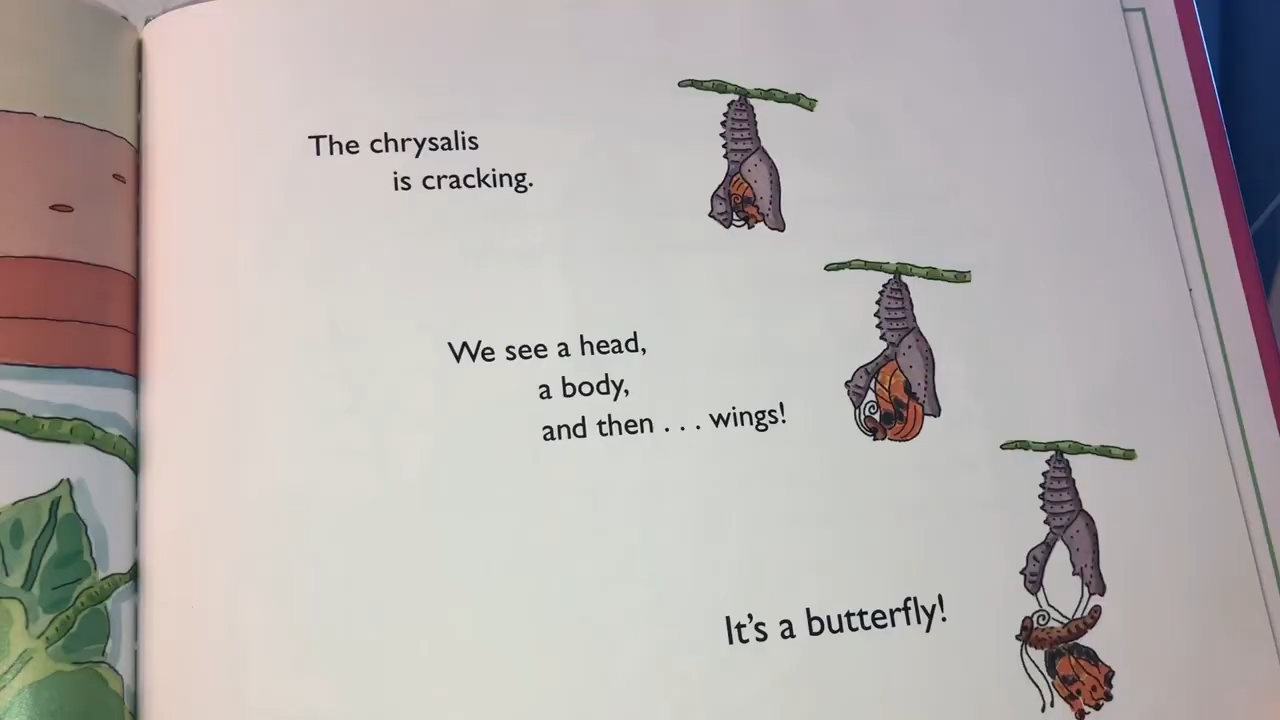 The chrysalis
is cracking.
We see a head,
a body,
and then . . . wings!
It's a butterfly!